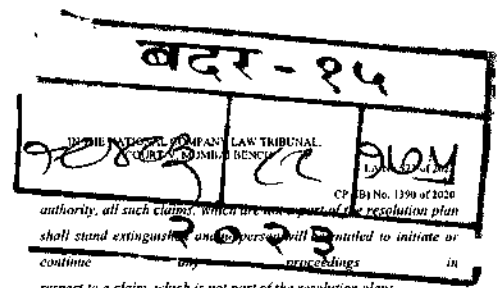 बदर - १५
IN THE NATIONAL COMPANY LAW TRIBUNAL
COURT V, MUMBAI BENCH
१७५
CP (IB) No. 1390 of 2020
authority, all such claims, which are not a part of the resolution plan
shall stand extinguished and no person will be entitled to initiate or
२०२३
continue any proceedings in
respect to a claim, which is not part of the resolution plan;